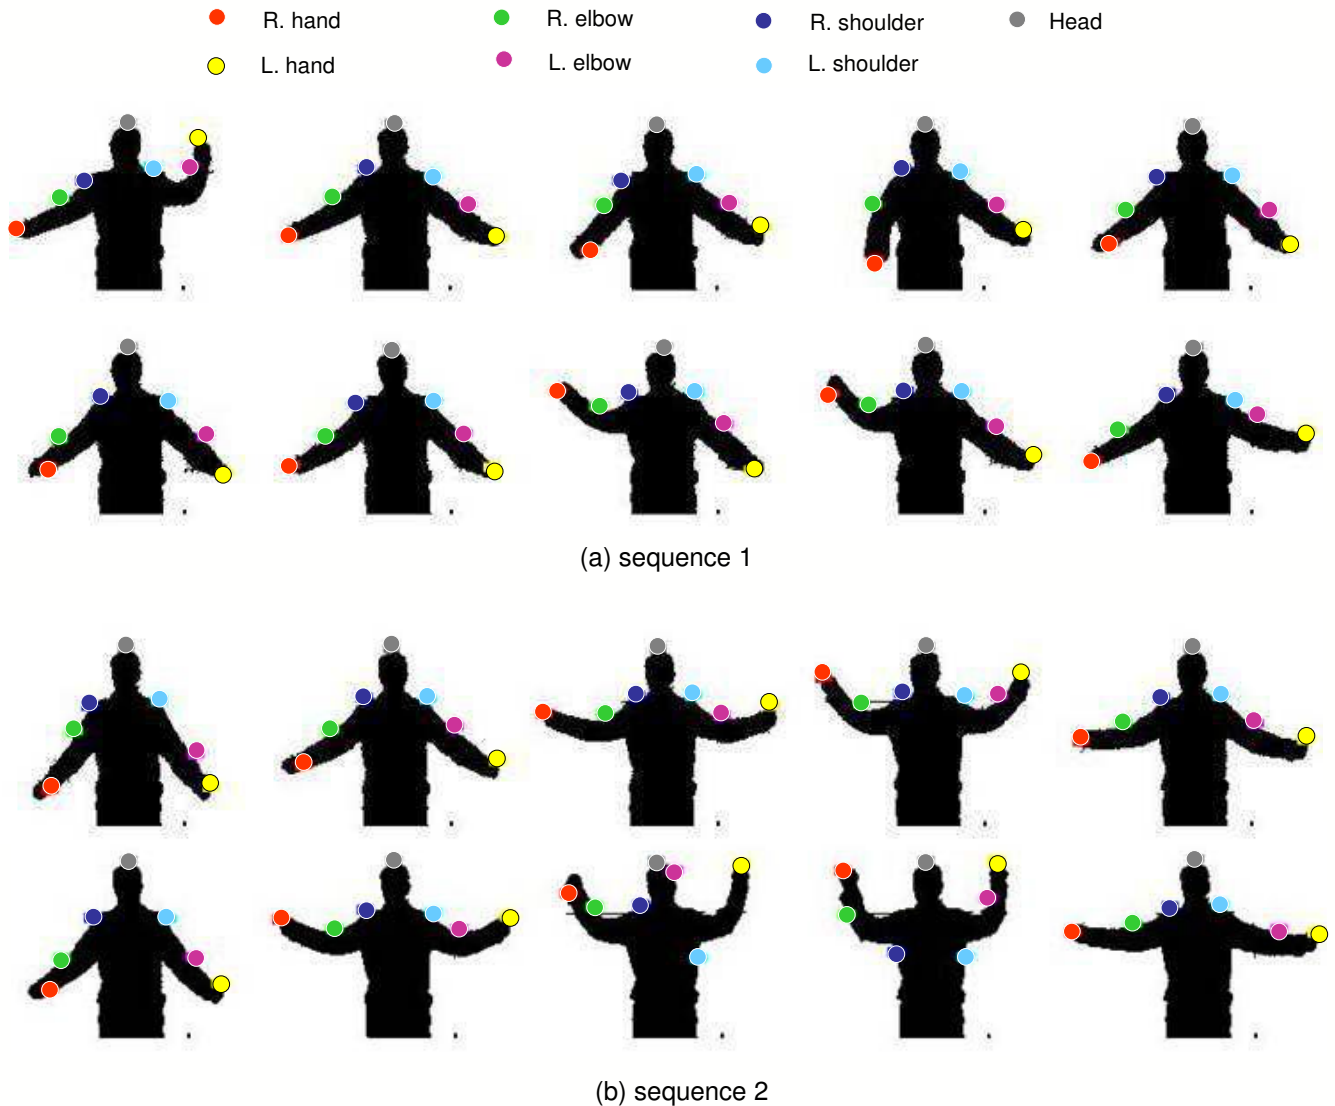 R. hand R. elbow R. shoulder Head
L. hand L. elbow L. shoulder
(a) sequence 1
(b) sequence 2